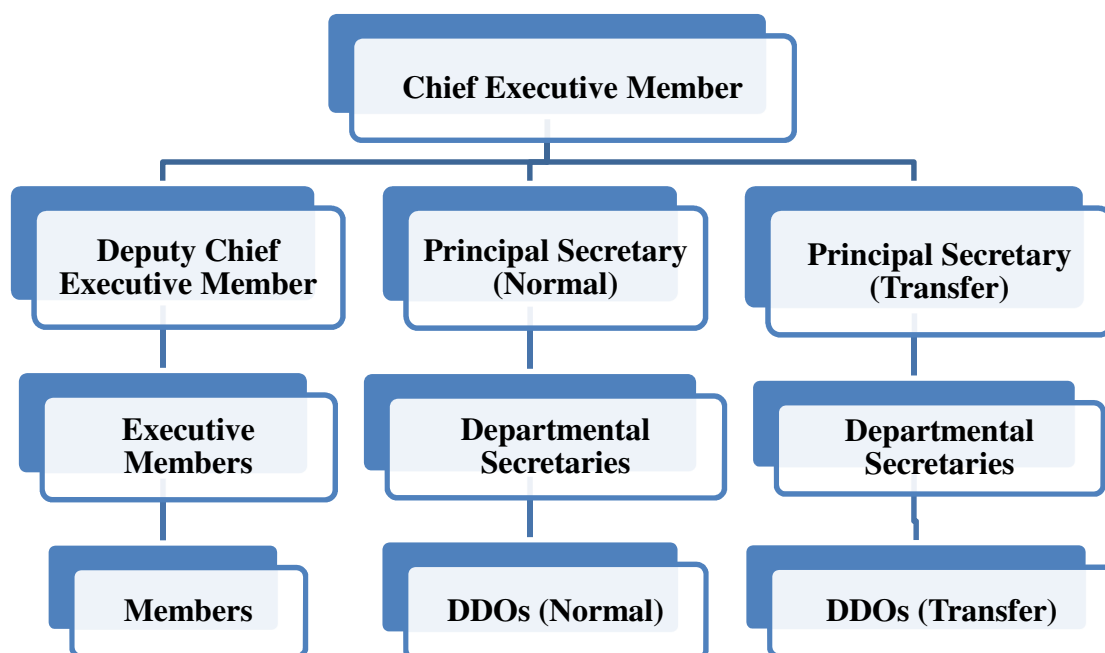 Chief Executive Member
Deputy Chief
Executive Member
Principal Secretary
(Normal)
Principal Secretary
(Transfer)
Executive
Members
Departmental
Secretaries
Departmental
Secretaries
Members
DDOs (Normal)
DDOs (Transfer)